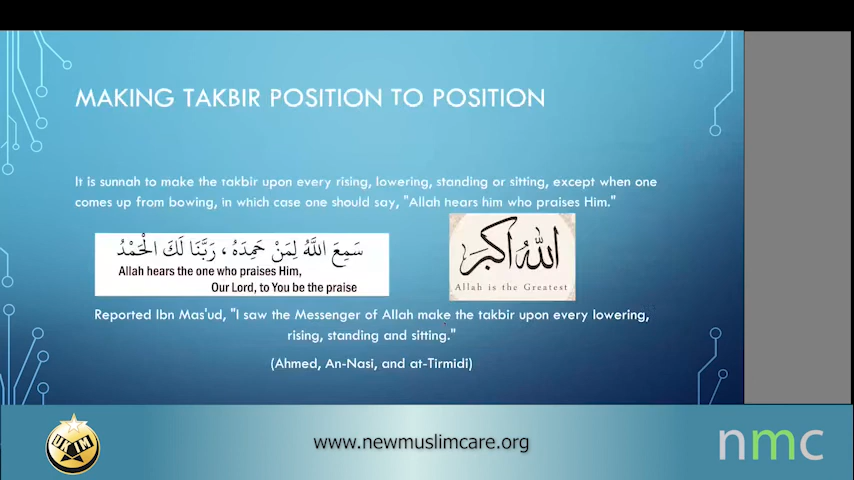 MAKING TAKBIR POSITION TO POSITION
It is sunnah to make the takbir upon every rising, lowering, standing or sitting, except when one
comes up from bowing, in which case one should say, "Allah hears him who praises Him."
سَمِعَ اللَّهُ لِمَنْ حَمِدَهُ ، رَبَّنَا لَكَ الْحَمْدُ
Allah hears the one who praises Him,
Our Lord, to You be the praise
الله اكبر
Allah is the Greatest
Reported Ibn Mas'ud, "I saw the Messenger of Allah make the takbir upon every lowering,
rising, standing and sitting."
(Ahmed, An-Nasi, and at-Tirmidi)
UKIM
www.newmuslimcare.org
nmc